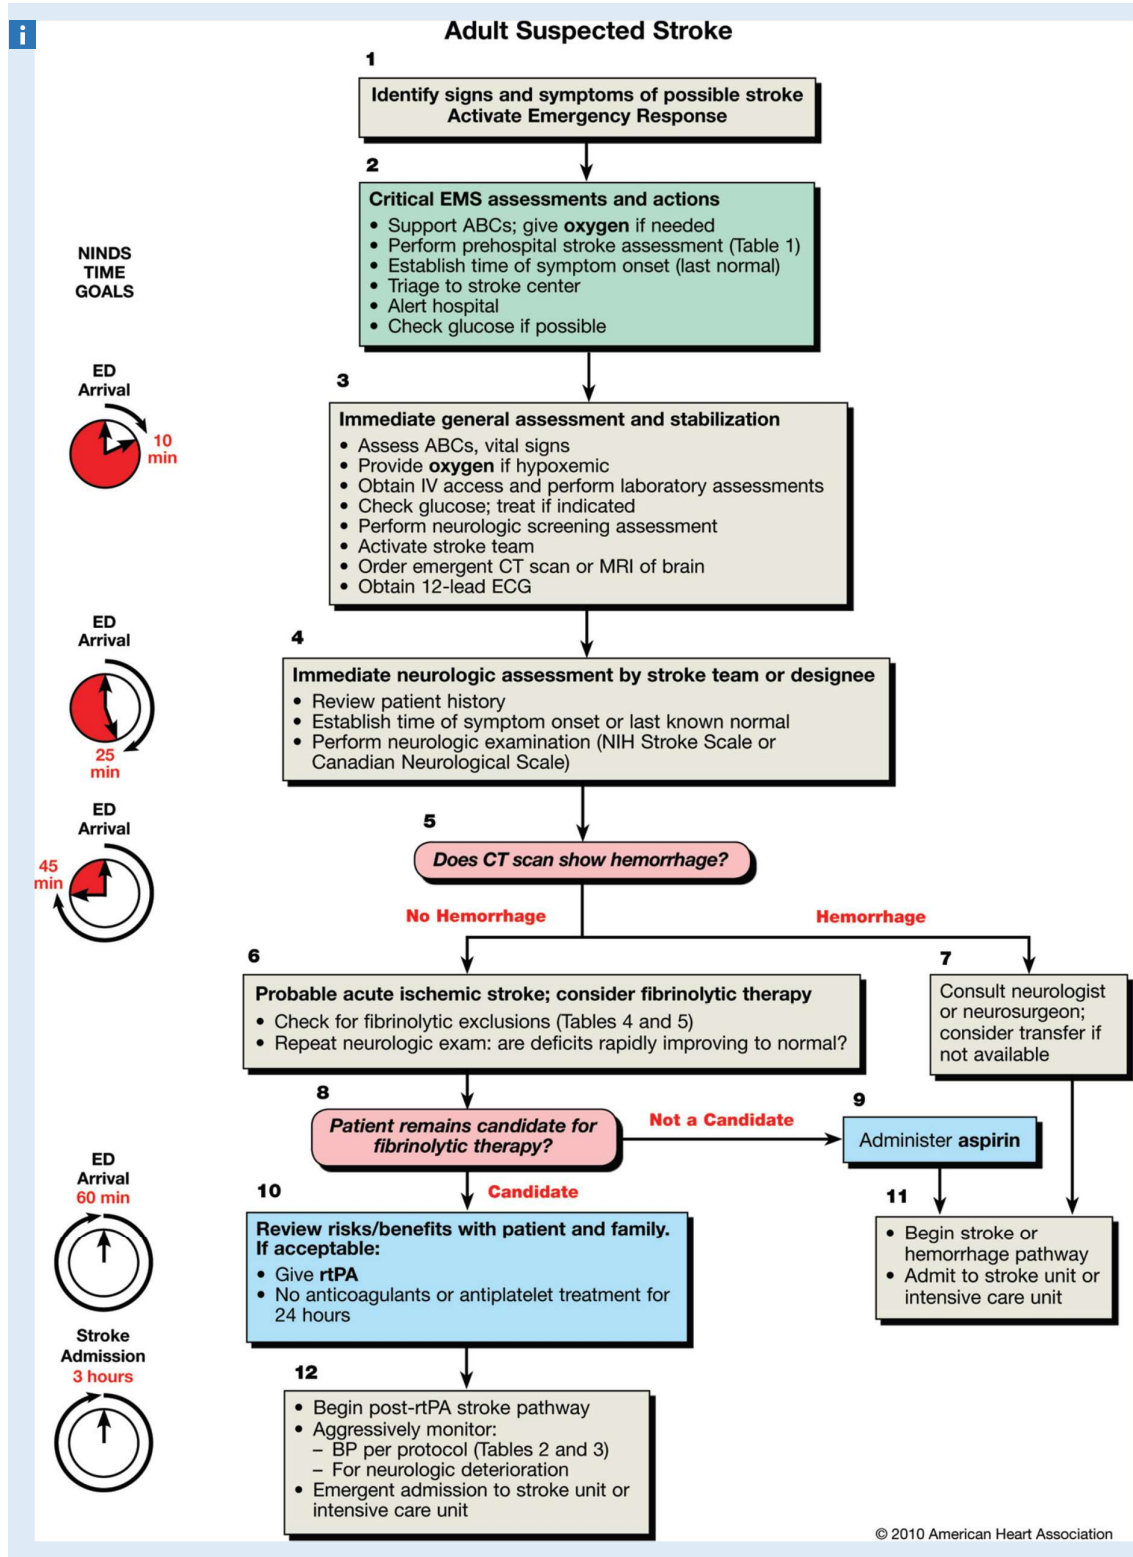 i
Adult Suspected Stroke
1
Identify signs and symptoms of possible stroke
Activate Emergency Response
2
Critical EMS assessments and actions
• Support ABCs; give oxygen if needed
• Perform prehospital stroke assessment (Table 1)
• Establish time of symptom onset (last normal)
• Triage to stroke center
• Alert hospital
• Check glucose if possible
NINDS
TIME
GOALS
ED
Arrival
10
min
3
Immediate general assessment and stabilization
• Assess ABCs, vital signs
• Provide oxygen if hypoxemic
• Obtain IV access and perform laboratory assessments
• Check glucose; treat if indicated
• Perform neurologic screening assessment
• Activate stroke team
• Order emergent CT scan or MRI of brain
• Obtain 12-lead ECG
ED
Arrival
25
min
4
Immediate neurologic assessment by stroke team or designee
• Review patient history
• Establish time of symptom onset or last known normal
• Perform neurologic examination (NIH Stroke Scale or
Canadian Neurological Scale)
ED
Arrival
45
min
5
Does CT scan show hemorrhage?
No Hemorrhage
Hemorrhage
6
Probable acute ischemic stroke; consider fibrinolytic therapy
• Check for fibrinolytic exclusions (Tables 4 and 5)
• Repeat neurologic exam: are deficits rapidly improving to normal?
7
Consult neurologist
or neurosurgeon;
consider transfer if
not available
8
Patient remains candidate for
fibrinolytic therapy?
Not a Candidate
9
Administer aspirin
Candidate
ED
Arrival
60 min
10
Review risks/benefits with patient and family.
If acceptable:
• Give rtPA
• No anticoagulants or antiplatelet treatment for
24 hours
11
• Begin stroke or
hemorrhage pathway
• Admit to stroke unit or
intensive care unit
Stroke
Admission
3 hours
12
• Begin post-rtPA stroke pathway
• Aggressively monitor:
– BP per protocol (Tables 2 and 3)
– For neurologic deterioration
• Emergent admission to stroke unit or
intensive care unit
© 2010 American Heart Association